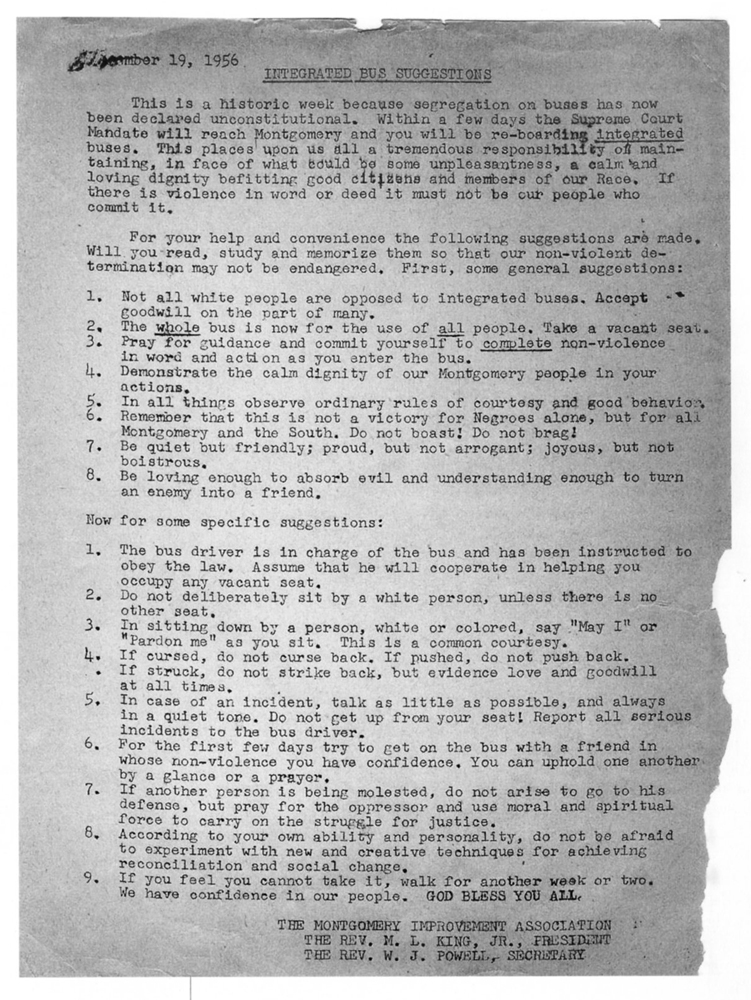 December 19, 1956
INTEGRATED BUS SUGGESTIONS
This is a historic week because segregation on buses has now
been declared unconstitutional. Within a few days the Supreme Court
Mandate will reach Montgomery and you will be re-boarding integrated
buses. This places upon us all a tremendous responsibility of main-
taining, in face of what could be some unpleasantness, a calm and
loving dignity befitting good citizens and members of our Race. If
there is violence in word or deed it must not be our people who
commit it.
For your help and convenience the following suggestions are made.
Will you read, study and memorize them so that our non-violent de-
termination may not be endangered. First, some general suggestions:
1. Not all white people are opposed to integrated buses. Accept
goodwill on the part of many.
2. The whole bus is now for the use of all people. Take a vacant seat.
3. Pray for guidance and commit yourself to complete non-violence
in word and action as you enter the bus.
4. Demonstrate the calm dignity of our Montgomery people in your
actions.
5. In all things observe ordinary rules of courtesy and good behavior.
6. Remember that this is not a victory for Negroes alone, but for all
Montgomery and the South. Do not boast! Do not brag!
7. Be quiet but friendly; proud, but not arrogant; joyous, but not
boistrous.
8. Be loving enough to absorb evil and understanding enough to turn
an enemy into a friend.
Now for some specific suggestions:
1. The bus driver is in charge of the bus and has been instructed to
obey the law. Assume that he will cooperate in helping you
occupy any vacant seat.
2. Do not deliberately sit by a white person, unless there is no
other seat.
3. In sitting down by a person, white or colored, say "May I" or
"Pardon me" as you sit. This is a common courtesy.
4. If cursed, do not curse back. If pushed, do not push back.
If struck, do not strike back, but evidence love and goodwill
at all times.
5. In case of an incident, talk as little as possible, and always
in a quiet tone. Do not get up from your seat! Report all serious
incidents to the bus driver.
6. For the first few days try to get on the bus with a friend in
whose non-violence you have confidence. You can uphold one another
by a glance or a prayer.
7. If another person is being molested, do not arise to go to his
defense, but pray for the oppressor and use moral and spiritual
force to carry on the struggle for justice.
8. According to your own ability and personality, do not be afraid
to experiment with new and creative techniques for achieving
reconciliation and social change.
9. If you feel you cannot take it, walk for another week or two.
We have confidence in our people. GOD BLESS YOU ALL.
THE MONTGOMERY IMPROVEMENT ASSOCIATION
THE REV. M. L. KING, JR., PRESIDENT
THE REV. W. J. POWELL, SECRETARY